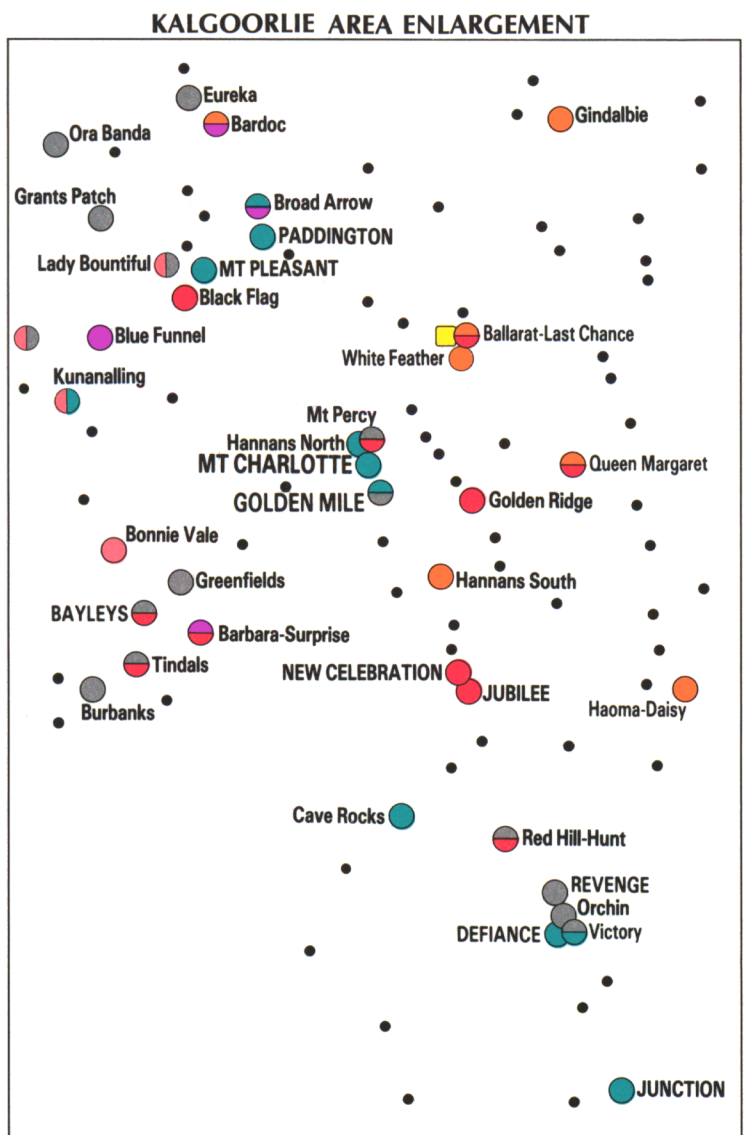 KALGOORLIE AREA ENLARGEMENT
Eureka
Gindalbie
Bardoc
Ora Banda
Grants Patch
Broad Arrow
PADDINGTON
Lady Bountiful
MT PLEASANT
Black Flag
Blue Funnel
Ballarat-Last Chance
White Feather
Kunanalling
Mt Percy
Hannans North
MT CHARLOTTE
Queen Margaret
GOLDEN MILE
Golden Ridge
Bonnie Vale
Greenfields
Hannans South
BAYLEYS
Barbara-Surprise
Tindals
NEW CELEBRATION
JUBILEE
Burbanks
Haoma-Daisy
Cave Rocks
Red Hill-Hunt
REVENGE
Orchin
DEFIANCE
Victory
JUNCTION